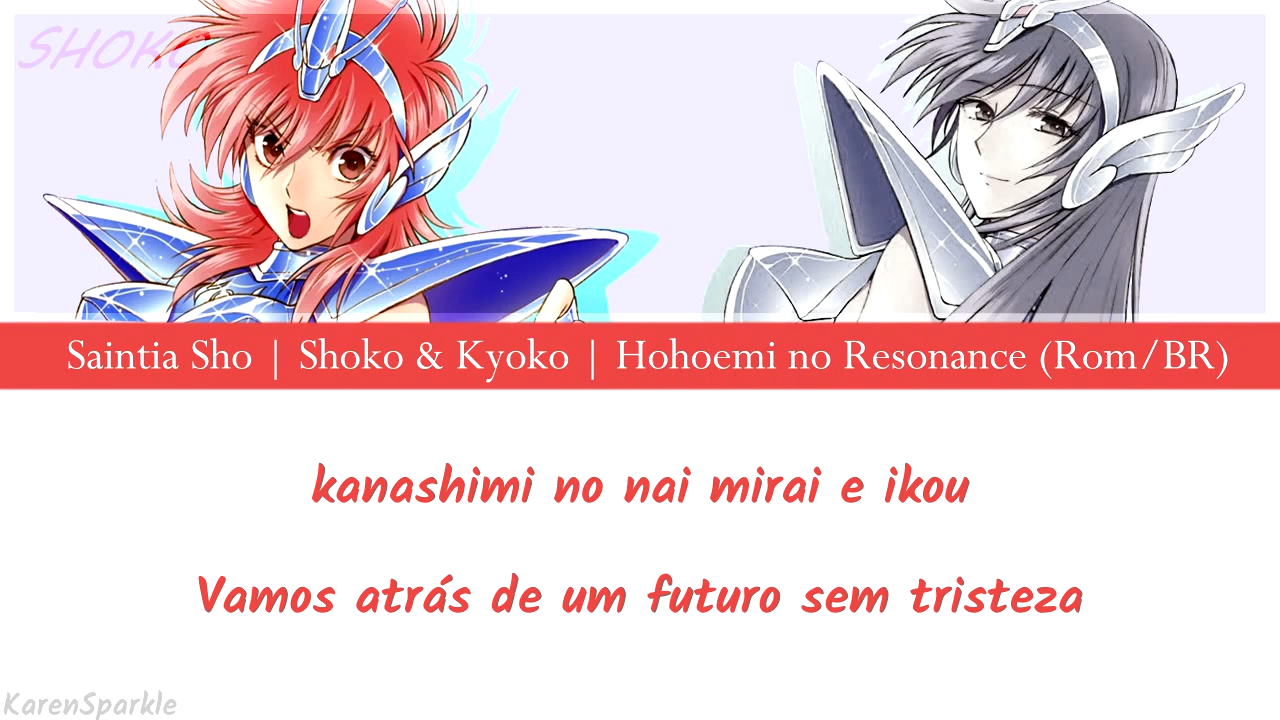 SHOKO
Saintia Sho | Shoko & Kyoko | Hohoemi no Resonance (Rom/BR)
kanashimi no nai mirai e ikou
Vamos atrás de um futuro sem tristeza
KarenSparkle